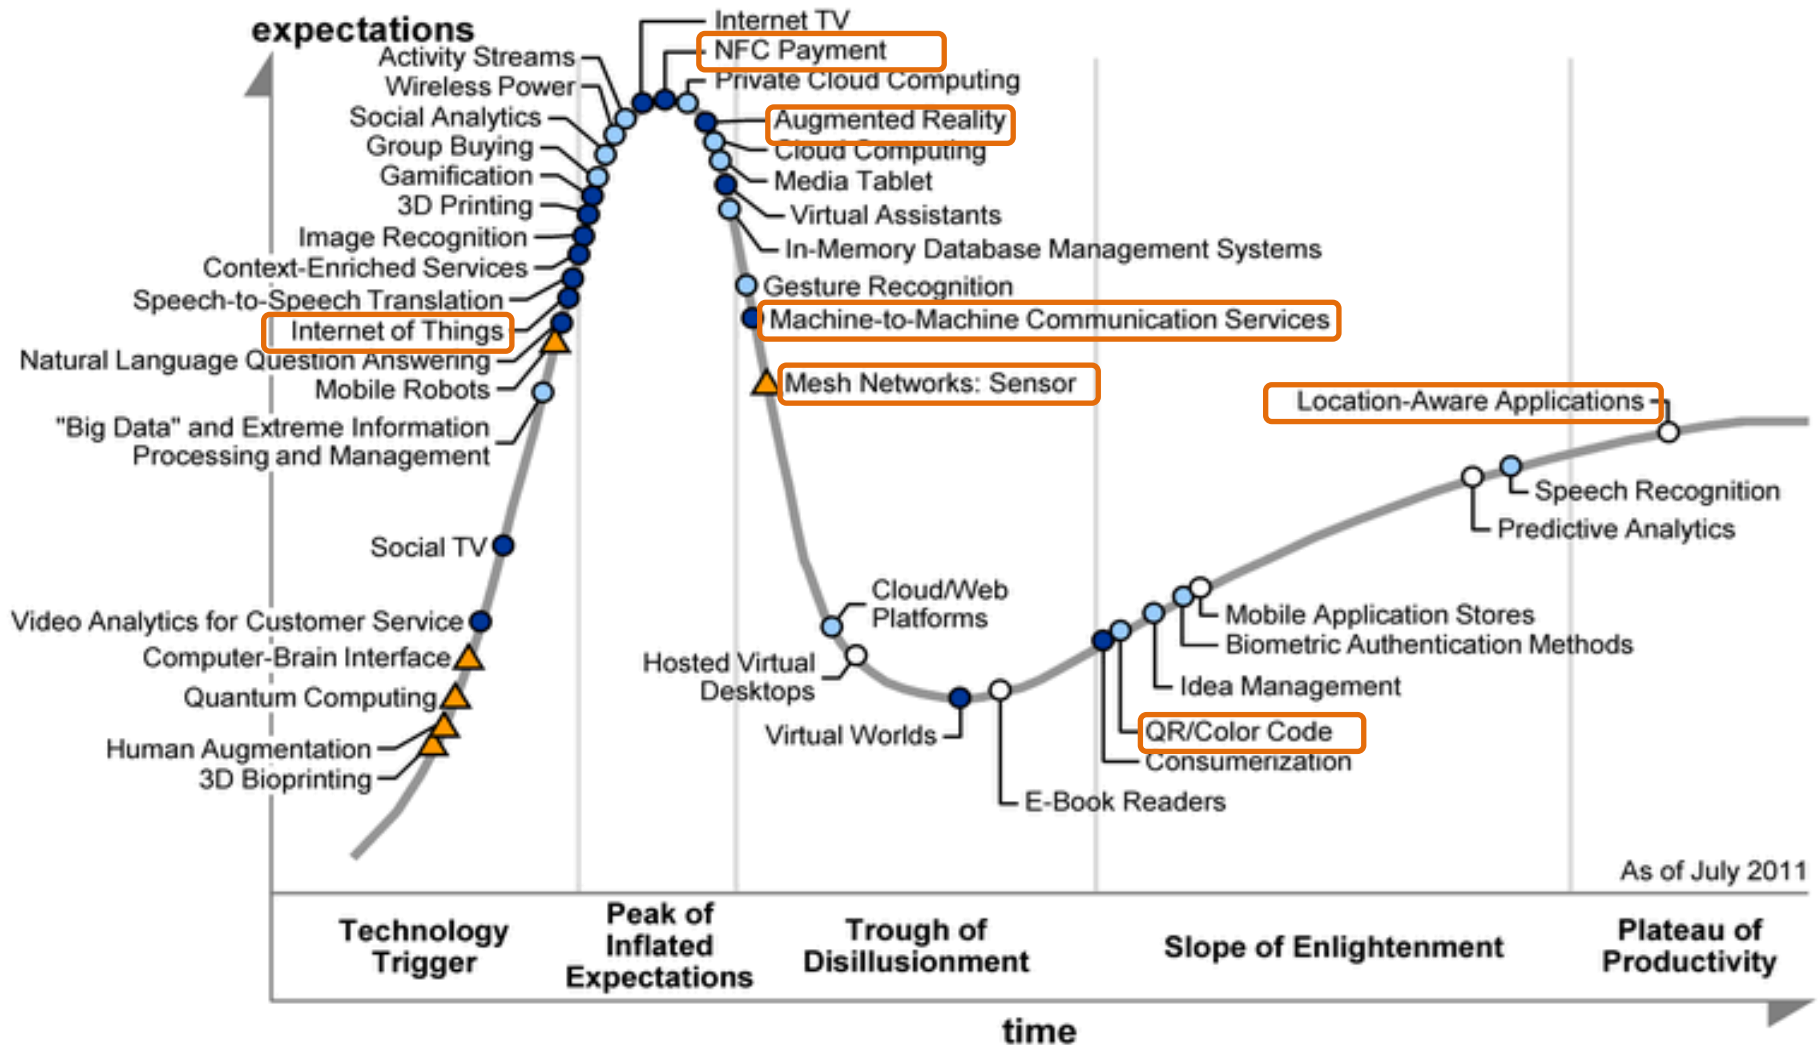 expectations
Internet TV
NFC Payment
Private Cloud Computing
Augmented Reality
Cloud Computing
Media Tablet
Virtual Assistants
In-Memory Database Management Systems
Gesture Recognition
Machine-to-Machine Communication Services
Mesh Networks: Sensor
Activity Streams
Wireless Power
Social Analytics
Group Buying
Gamification
3D Printing
Image Recognition
Context-Enriched Services
Speech-to-Speech Translation
Internet of Things
Natural Language Question Answering
Mobile Robots
"Big Data" and Extreme Information
Processing and Management
Social TV
Video Analytics for Customer Service
Computer-Brain Interface
Quantum Computing
Human Augmentation
3D Bioprinting
Cloud/Web
Platforms
Hosted Virtual
Desktops
Virtual Worlds
E-Book Readers
Consumerization
QR/Color Code
Idea Management
Biometric Authentication Methods
Mobile Application Stores
Predictive Analytics
Speech Recognition
Location-Aware Applications
As of July 2011
Technology
Trigger
Peak of
Inflated
Expectations
Trough of
Disillusionment
Slope of Enlightenment
Plateau of
Productivity
time